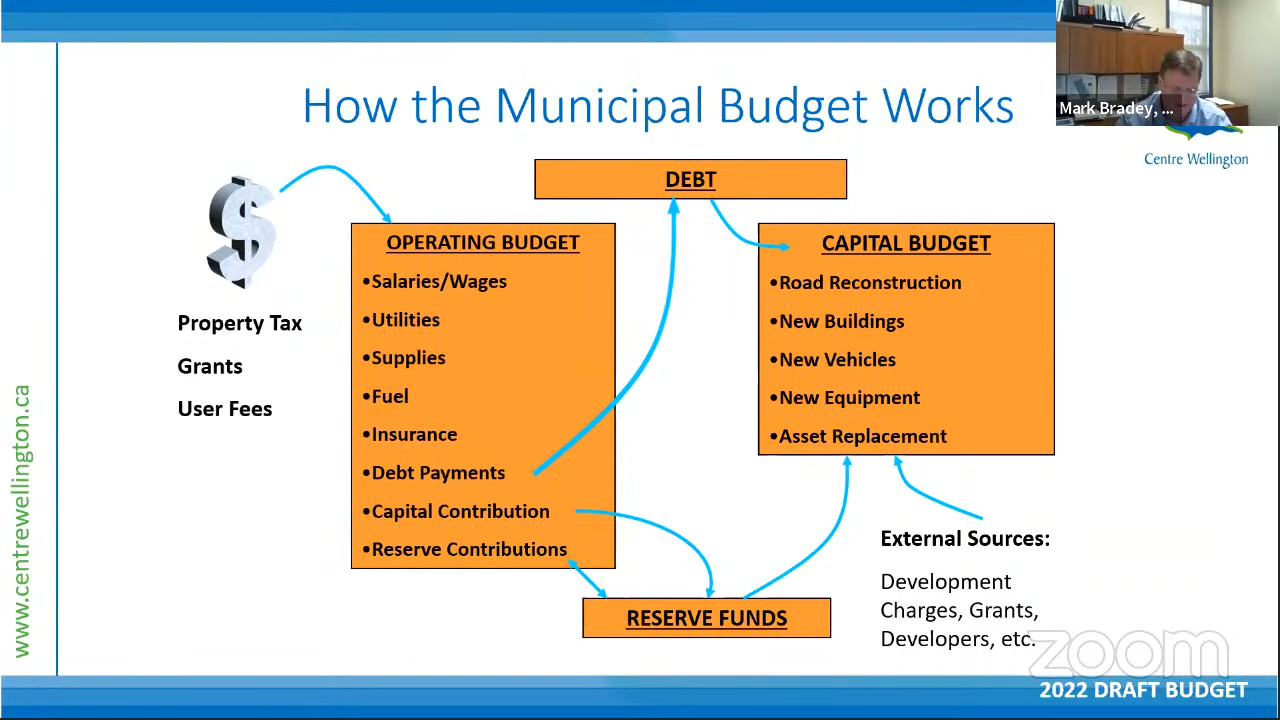 How the Municipal Budget Works
Mark Bradey, ...
Centre Wellington
DEBT
OPERATING BUDGET
•Salaries/Wages
•Utilities
•Supplies
•Fuel
•Insurance
•Debt Payments
•Capital Contribution
•Reserve Contributions
CAPITAL BUDGET
•Road Reconstruction
•New Buildings
•New Vehicles
•New Equipment
•Asset Replacement
$
Property Tax
Grants
User Fees
External Sources:
Development
Charges, Grants,
Developers, etc.
RESERVE FUNDS
www.centrewellington.ca
zoom
2022 DRAFT BUDGET